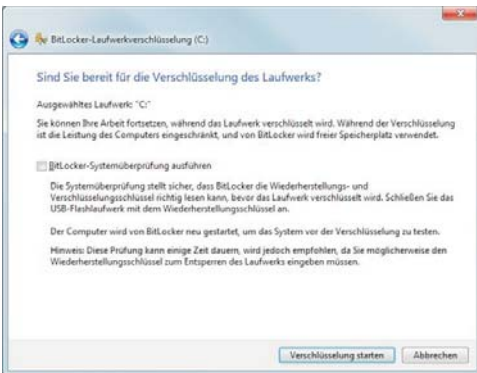 BitLocker-Laufwerkverschlüsselung (C:)
Sind Sie bereit für die Verschlüsselung des Laufwerks?
Ausgewähltes Laufwerk: "C:"
Sie können Ihre Arbeit fortsetzen, während das Laufwerk verschlüsselt wird. Während der Verschlüsselung
ist die Leistung des Computers eingeschränkt, und von BitLocker wird freier Speicherplatz verwendet.
BitLocker-Systemüberprüfung ausführen
Die Systemüberprüfung stellt sicher, dass BitLocker die Wiederherstellungs- und
Verschlüsselungsschlüssel richtig lesen kann, bevor das Laufwerk verschlüsselt wird. Schließen Sie das
USB-Flashlaufwerk mit dem Wiederherstellungsschlüssel an.
Der Computer wird von BitLocker neu gestartet, um das System vor der Verschlüsselung zu testen.
Hinweis: Diese Prüfung kann einige Zeit dauern, wird jedoch empfohlen, da Sie möglicherweise den
Wiederherstellungsschlüssel zum Entsperren des Laufwerks eingeben müssen.
Verschlüsselung starten
Abbrechen